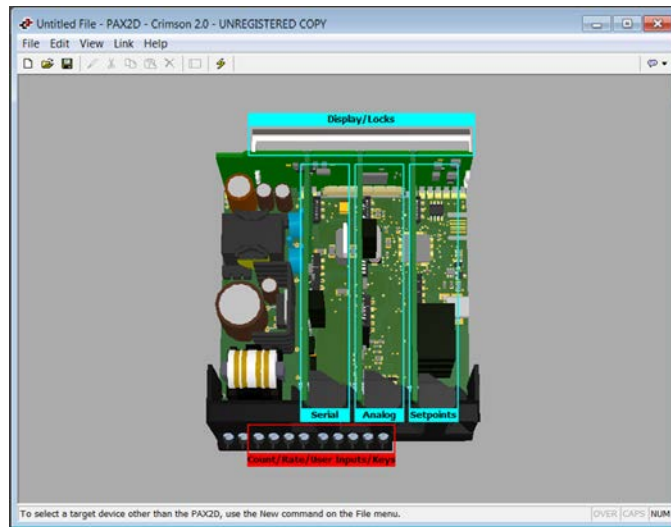 Untitled File - PAX2D - Crimson 2.0 - UNREGISTERED COPY
File Edit View Link Help
Display/Locks
Serial Analog Setpoints
Count/Rate/User Inputs/Keys
To select a target device other than the PAX2D, use the New command on the File menu. OVER CAPS NUM